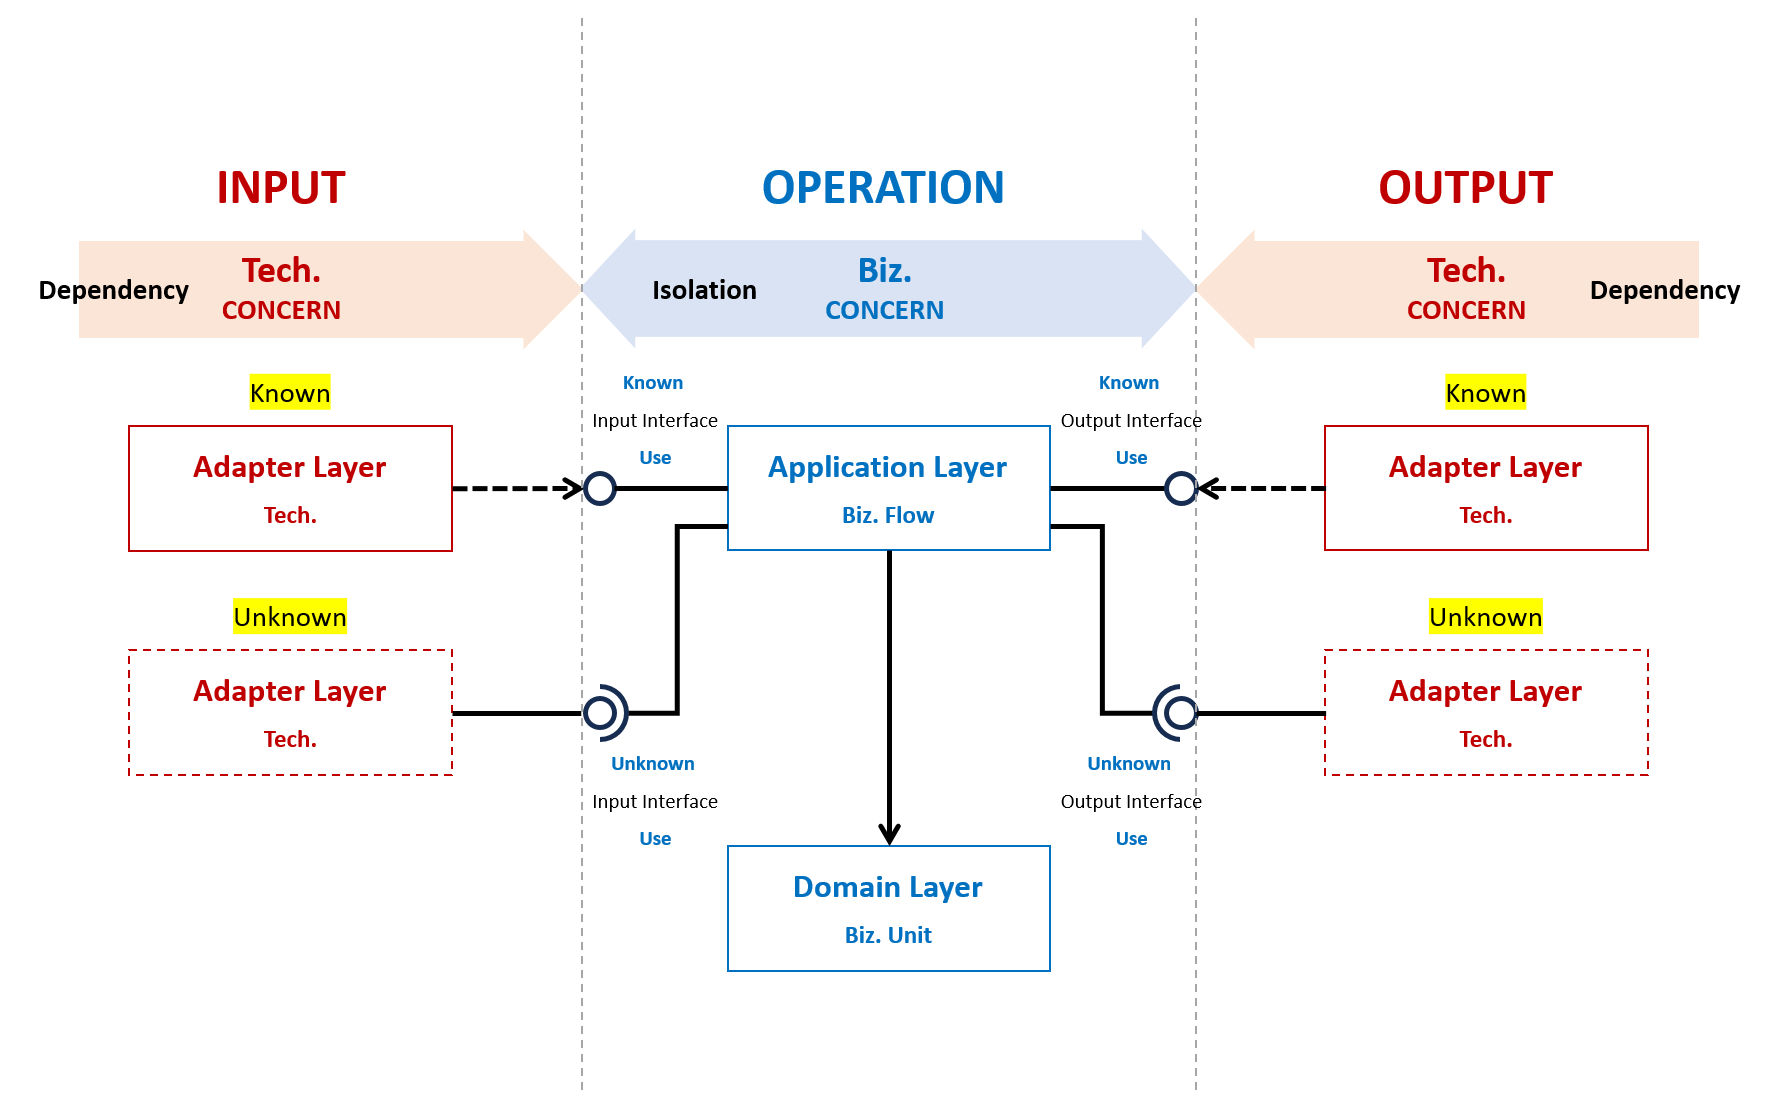 INPUT
OPERATION
OUTPUT
Dependency
Tech.
CONCERN
Isolation
Biz.
CONCERN
Tech.
CONCERN
Dependency
Known
Known
Input Interface
Use
Known
Output Interface
Use
Known
Adapter Layer
Tech.
Application Layer
Biz. Flow
Adapter Layer
Tech.
Unknown
Adapter Layer
Tech.
Unknown
Adapter Layer
Tech.
Unknown
Input Interface
Use
Unknown
Output Interface
Use
Domain Layer
Biz. Unit